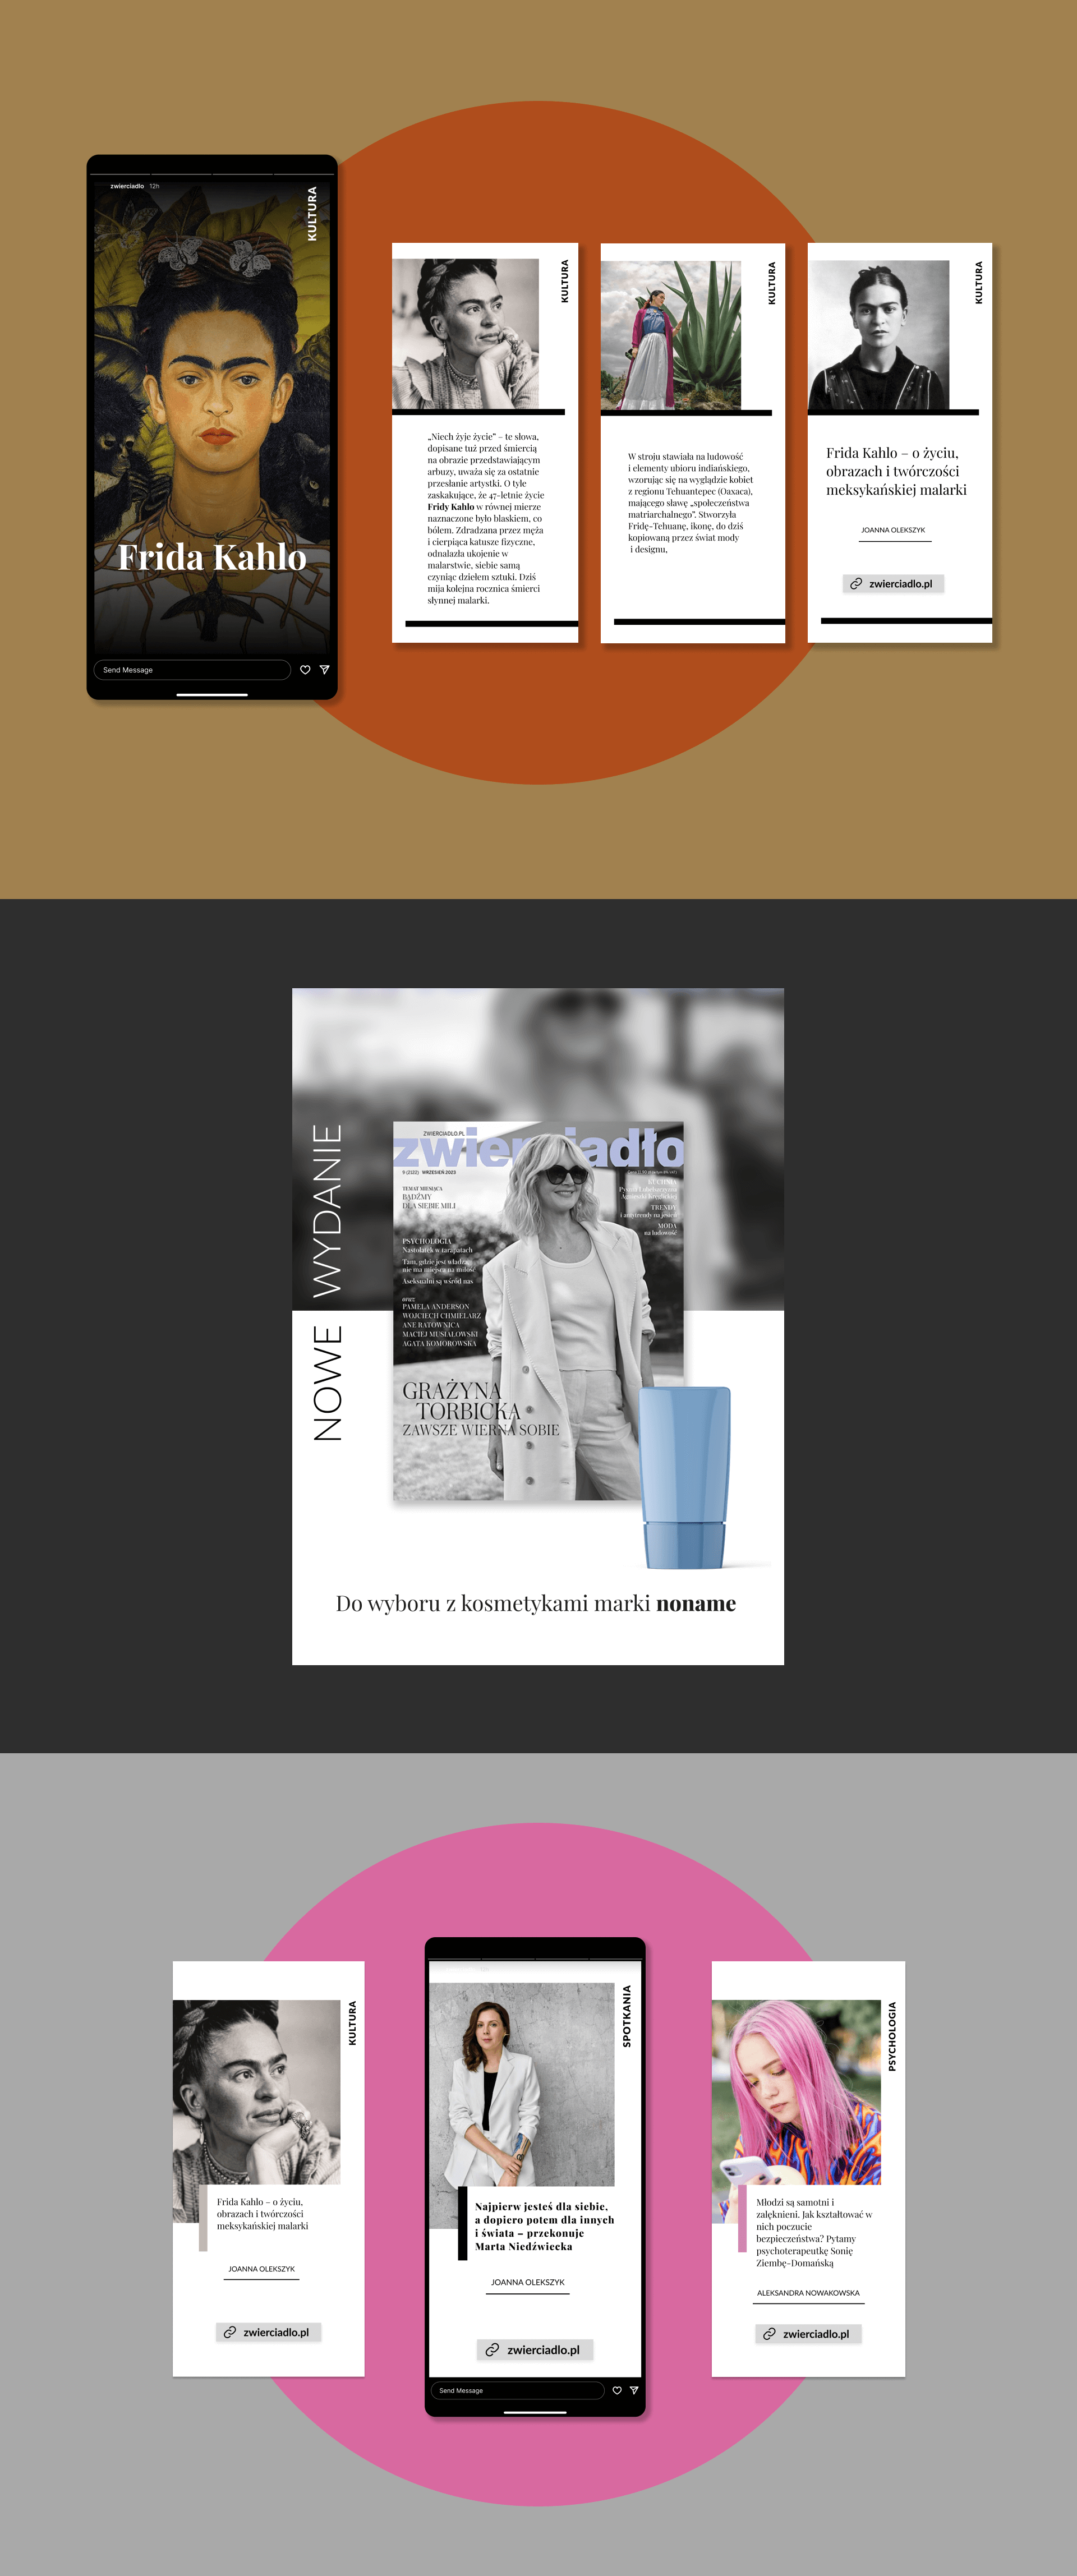 zwierciadlo 12h
KULTURA
Frida Kahlo
Send Message
KULTURA
„Niech żyje życie” – te słowa,
dopisane tuż przed śmiercią
na obrazie przedstawiającym
arbuzy, uważa się za ostatnie
przesłanie artystki. O tyle
zaskakujące, że 47-letnie życie
Fridy Kahlo w równej mierze
naznaczone było blaskiem, co
bólem. Zdradzana przez męża
i cierpiąca katusze fizyczne,
odnalazła ukojenie w
malarstwie, siebie samą
czyniąc dziełem sztuki. Dziś
mija kolejna rocznica śmierci
słynnej malarki.
KULTURA
W stroju stawiała na ludowość
i elementy ubioru indiańskiego,
wzorując się na wyglądzie kobiet
z regionu Tehuantepec (Oaxaca),
mającego sławę „społeczeństwa
matriarchalnego”. Stworzyła
Fridę-Tehuanę, ikonę, do dziś
kopiowaną przez świat mody
i designu,
KULTURA
Frida Kahlo – o życiu,
obrazach i twórczości
meksykańskiej malarki
JOANNA OLEKSZYK
zwierciadlo.pl
NOWE WYDANIE
ZWIERCIADLO.PL
zwierciadło
9 (2122) WRZESIEŃ 2023
TEMAT MIESIĄCA
BĄDŹMY
DLA SIEBIE MILI
PSYCHOLOGIA
Nastolatek w tarapatach
Tam, gdzie jest władza,
nie ma miejsca na miłość
Aseksualni są wśród nas
oraz
PAMELA ANDERSON
WOJCIECH CHMIELARZ
ANE RATOWNICA
MACIEJ MUSIAŁOWSKI
AGATA KOMOROWSKA
KUCHNIA
Agnieszki Kręglickiej
TRENDY
i antytrendy na jesień
MODA
na ludowość
GRAŻYNA
TORBICKA
ZAWSZE WIERNA SOBIE
Do wyboru z kosmetykami marki noname
KULTURA
Frida Kahlo – o życiu,
obrazach i twórczości
meksykańskiej malarki
JOANNA OLEKSZYK
zwierciadlo.pl
SPOTKANIA
Najpierw jesteś dla siebie,
a dopiero potem dla innych
i świata – przekonuje
Marta Niedźwiecka
JOANNA OLEKSZYK
zwierciadlo.pl
Send Message
PSYCHOLOGIA
Młodzi są samotni i
zalęknieni. Jak kształtować w
nich poczucie
bezpieczeństwa? Pytamy
psychoterapeutkę Sonię
Ziembę-Domańską
ALEKSANDRA NOWAKOWSKA
zwierciadlo.pl